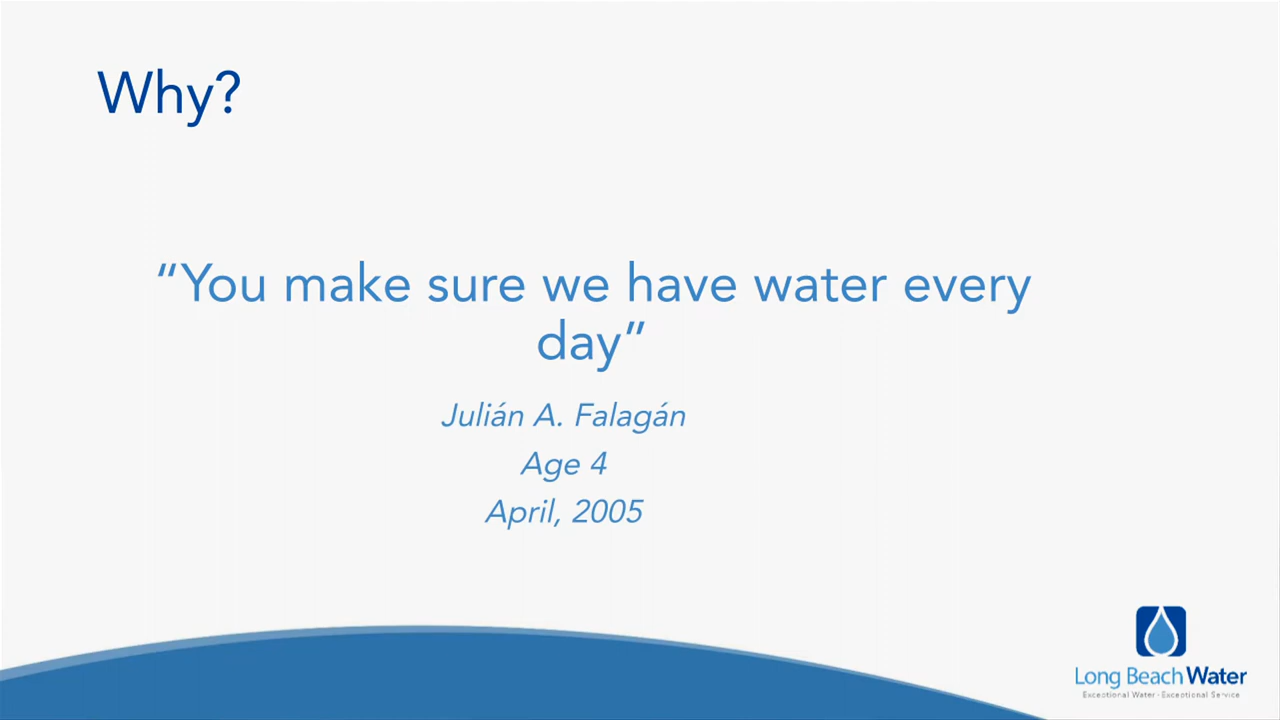 Why?
“You make sure we have water every
day”
Julián A. Falagán
Age 4
April, 2005
Long Beach Water
Exceptional Water · Exceptional Service